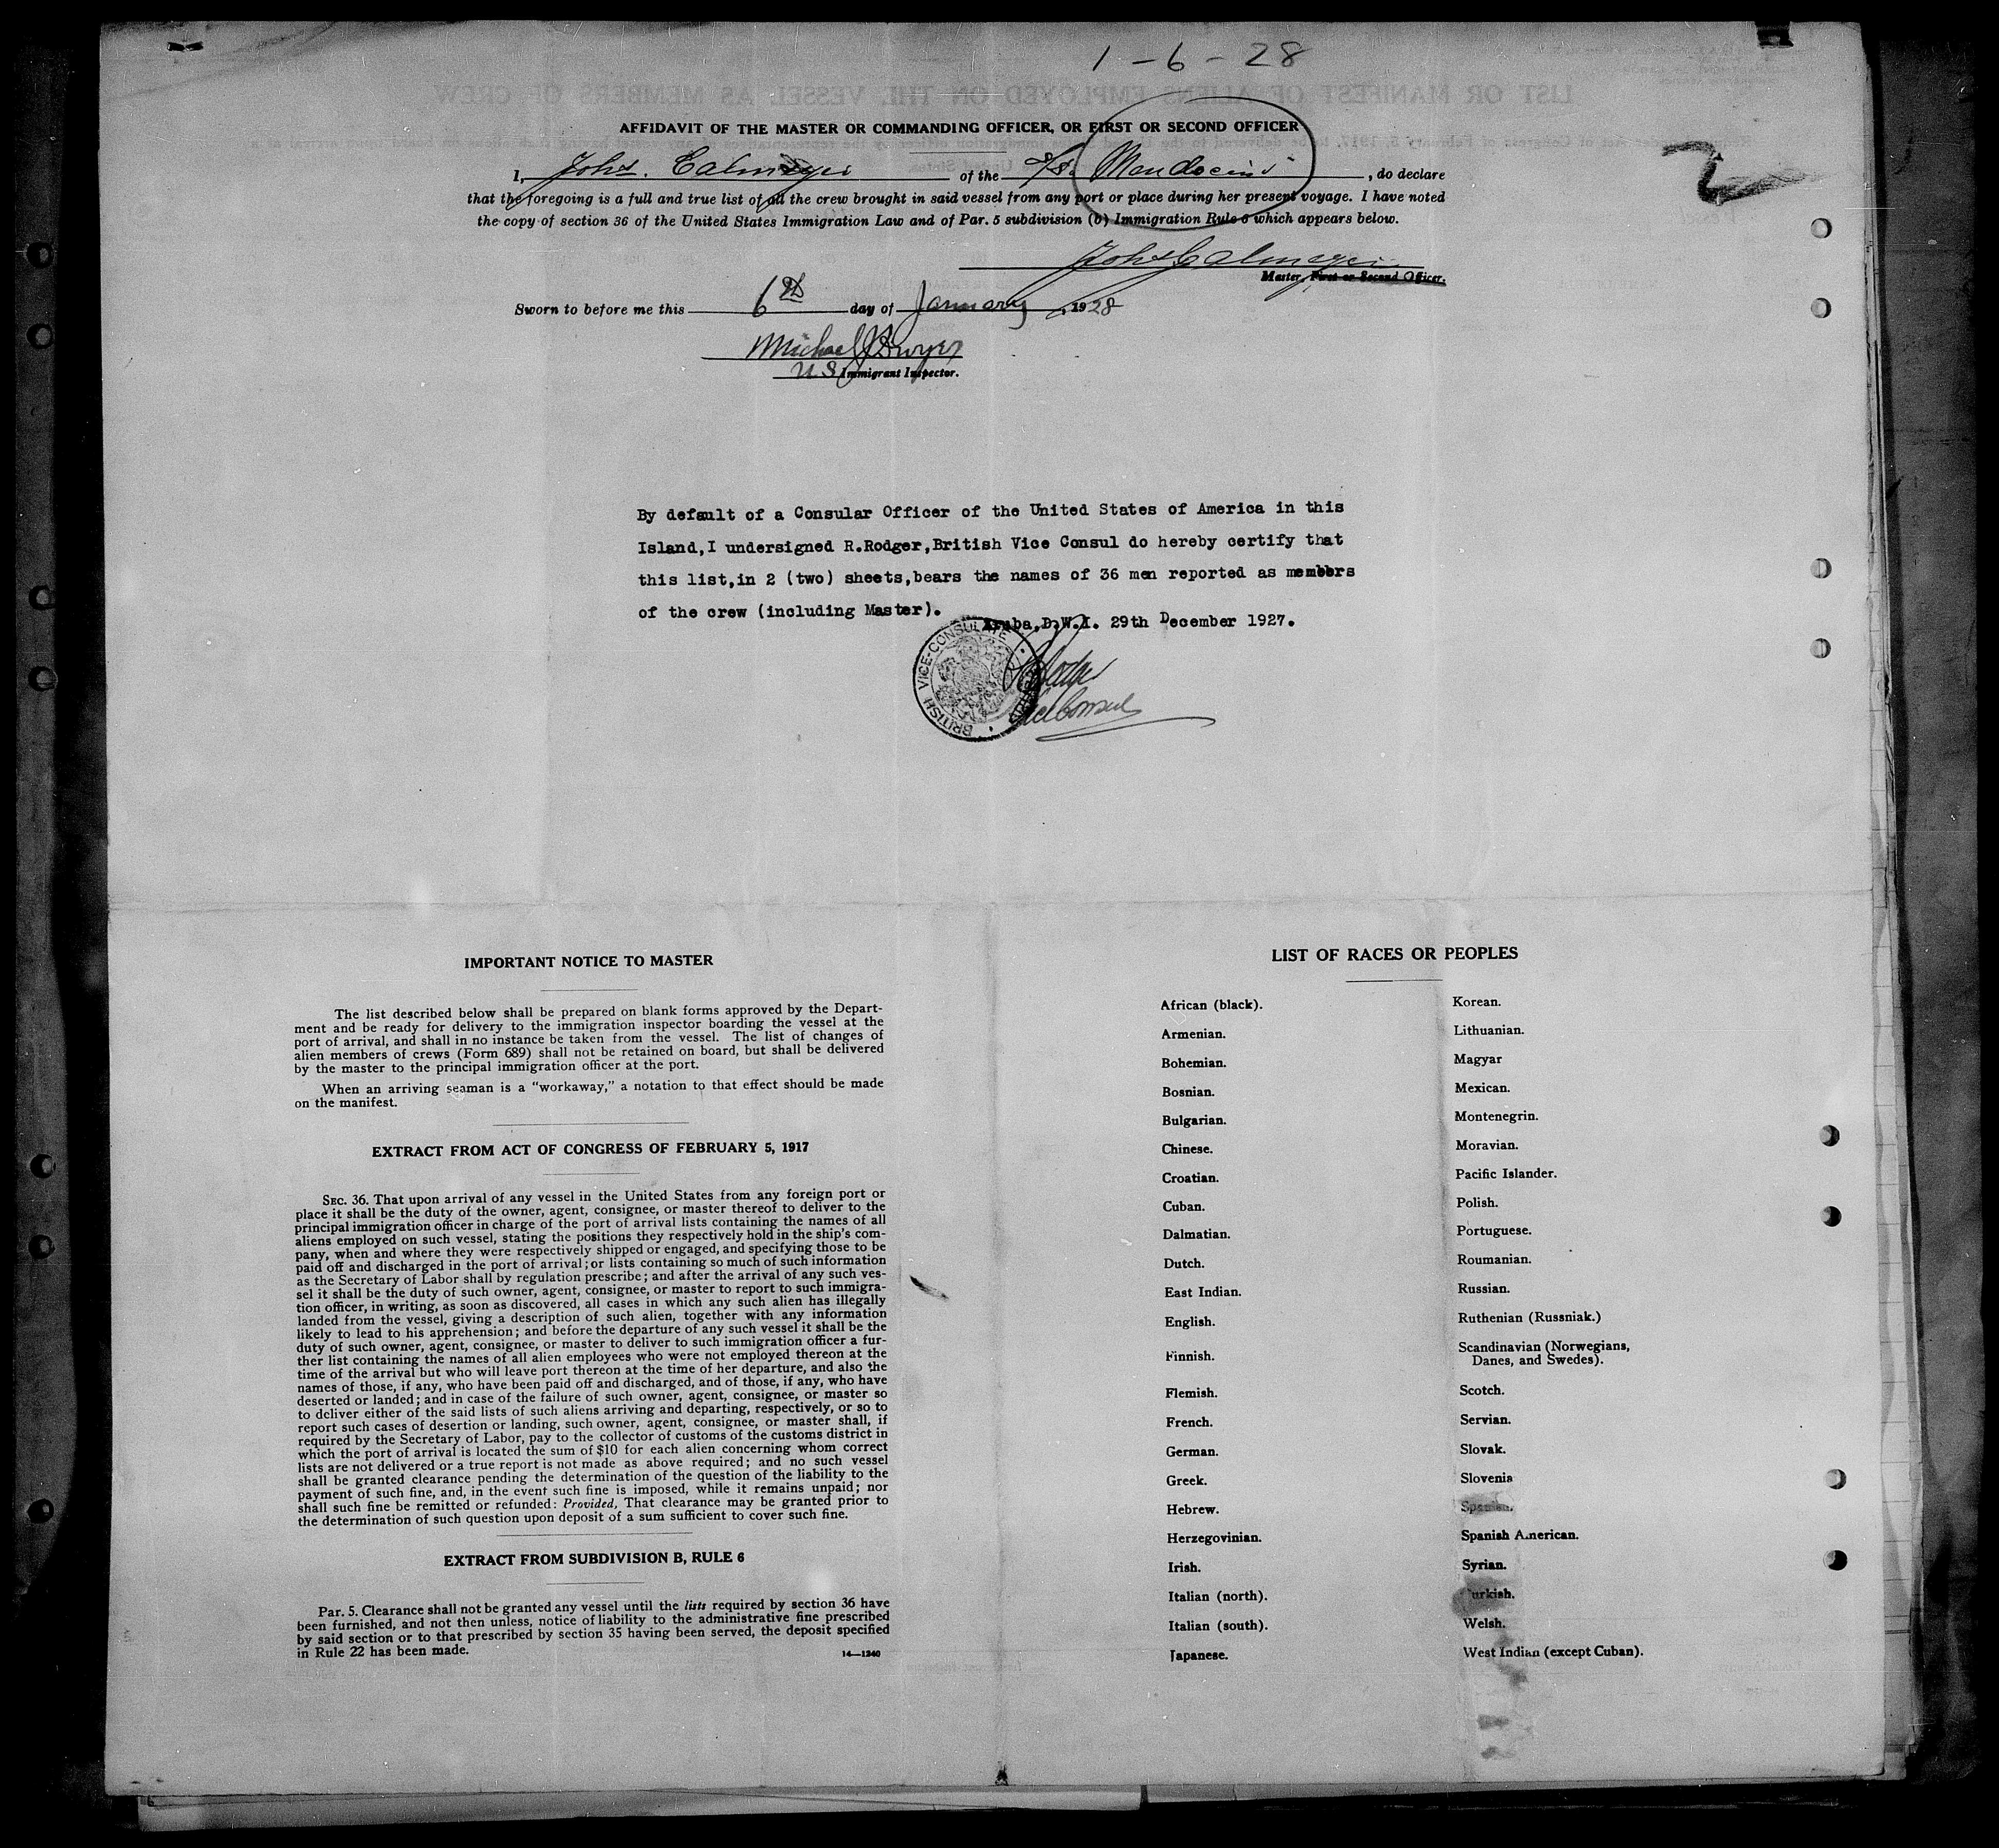 1-6-28
AFFIDAVIT OF THE MASTER OR COMMANDING OFFICER, OR FIRST OR SECOND OFFICER
I, Johs. Calmeyer of the S/S. Mendocino, do declare
that the foregoing is a full and true list of all the crew brought in said vessel from any port or place during her present voyage. I have noted
the copy of section 36 of the United States Immigration Law and of Par. 5 subdivision (b) Immigration Rule 6 which appears below.
2
Johs Calmeyer
Master, First or Second Officer.
Sworn to before me this 6th day of January, 1928
Michael J Dwyer
U.S. Immigrant Inspector.
By default of a Consular Officer of the United States of America in this
Island,I undersigned R.Rodger,British Vice Consul do hereby certify that
this list,in 2 (two) sheets,bears the names of 36 men reported as members
of the crew (including Master).
Aruba,D.W.I. 29th December 1927.
BRITISH VICE-CONSULATE
Vice Consul
IMPORTANT NOTICE TO MASTER
The list described below shall be prepared on blank forms approved by the Depart-
ment and be ready for delivery to the immigration inspector boarding the vessel at the
port of arrival, and shall in no instance be taken from the vessel. The list of changes of
alien members of crews (Form 689) shall not be retained on board, but shall be delivered
by the master to the principal immigration officer at the port.
When an arriving seaman is a "workaway," a notation to that effect should be made
on the manifest.
EXTRACT FROM ACT OF CONGRESS OF FEBRUARY 5, 1917
SEC. 36. That upon arrival of any vessel in the United States from any foreign port or
place it shall be the duty of the owner, agent, consignee, or master thereof to deliver to the
principal immigration officer in charge of the port of arrival lists containing the names of all
aliens employed on such vessel, stating the positions they respectively hold in the ship's com-
pany, when and where they were respectively shipped or engaged, and specifying those to be
paid off and discharged in the port of arrival; or lists containing so much of such information
as the Secretary of Labor shall by regulation prescribe; and after the arrival of any such ves-
sel it shall be the duty of such owner, agent, consignee, or master to report to such immigra-
tion officer, in writing, as soon as discovered, all cases in which any such alien has illegally
landed from the vessel, giving a description of such alien, together with any information
likely to lead to his apprehension; and before the departure of any such vessel it shall be the
duty of such owner, agent, consignee, or master to deliver to such immigration officer a fur-
ther list containing the names of all alien employees who were not employed thereon at the
time of the arrival but who will leave port thereon at the time of her departure, and also the
names of those, if any, who have been paid off and discharged, and of those, if any, who have
deserted or landed; and in case of the failure of such owner, agent, consignee, or master so
to deliver either of the said lists of such aliens arriving and departing, respectively, or so to
report such cases of desertion or landing, such owner, agent, consignee, or master shall, if
required by the Secretary of Labor, pay to the collector of customs of the customs district in
which the port of arrival is located the sum of $10 for each alien concerning whom correct
lists are not delivered or a true report is not made as above required; and no such vessel
shall be granted clearance pending the determination of the question of the liability to the
payment of such fine, and, in the event such fine is imposed, while it remains unpaid; nor
shall such fine be remitted or refunded: Provided, That clearance may be granted prior to
the determination of such question upon deposit of a sum sufficient to cover such fine.
EXTRACT FROM SUBDIVISION B, RULE 6
Par. 5. Clearance shall not be granted any vessel until the lists required by section 36 have
been furnished, and not then unless, notice of liability to the administrative fine prescribed
by said section or to that prescribed by section 35 having been served, the deposit specified
in Rule 22 has been made.
14—1240
LIST OF RACES OR PEOPLES
African (black).
Armenian.
Bohemian.
Bosnian.
Bulgarian.
Chinese.
Croatian.
Cuban.
Dalmatian.
Dutch.
East Indian.
English.
Finnish.
Flemish.
French.
German.
Greek.
Hebrew.
Herzegovinian.
Irish.
Italian (north).
Italian (south).
Japanese.
Korean.
Lithuanian.
Magyar
Mexican.
Montenegrin.
Moravian.
Pacific Islander.
Polish.
Portuguese.
Roumanian.
Russian.
Ruthenian (Russniak.)
Scandinavian (Norwegians,
Danes, and Swedes).
Scotch.
Servian.
Slovak.
Slovenia
Spanish.
Spanish American.
Syrian.
Turkish.
Welsh.
West Indian (except Cuban).